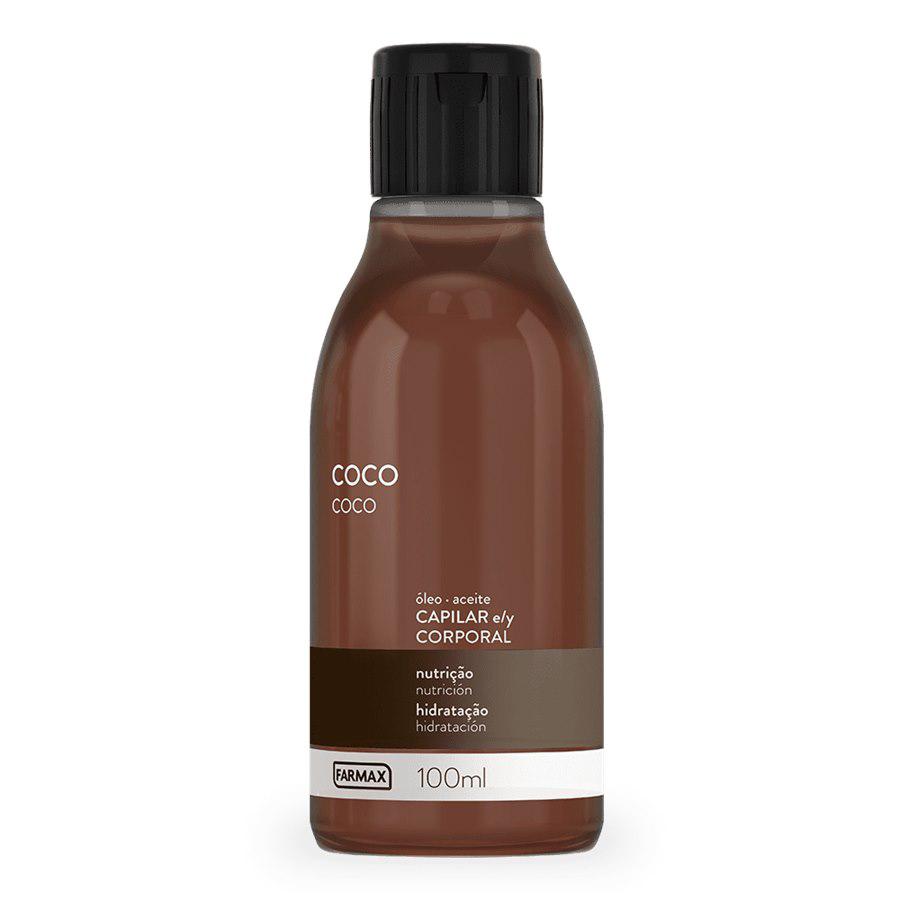 COCO
COCO
óleo · aceite
CAPILAR e/y
CORPORAL
nutrição
nutrición
hidratação
hidratación
FARMAX 100ml